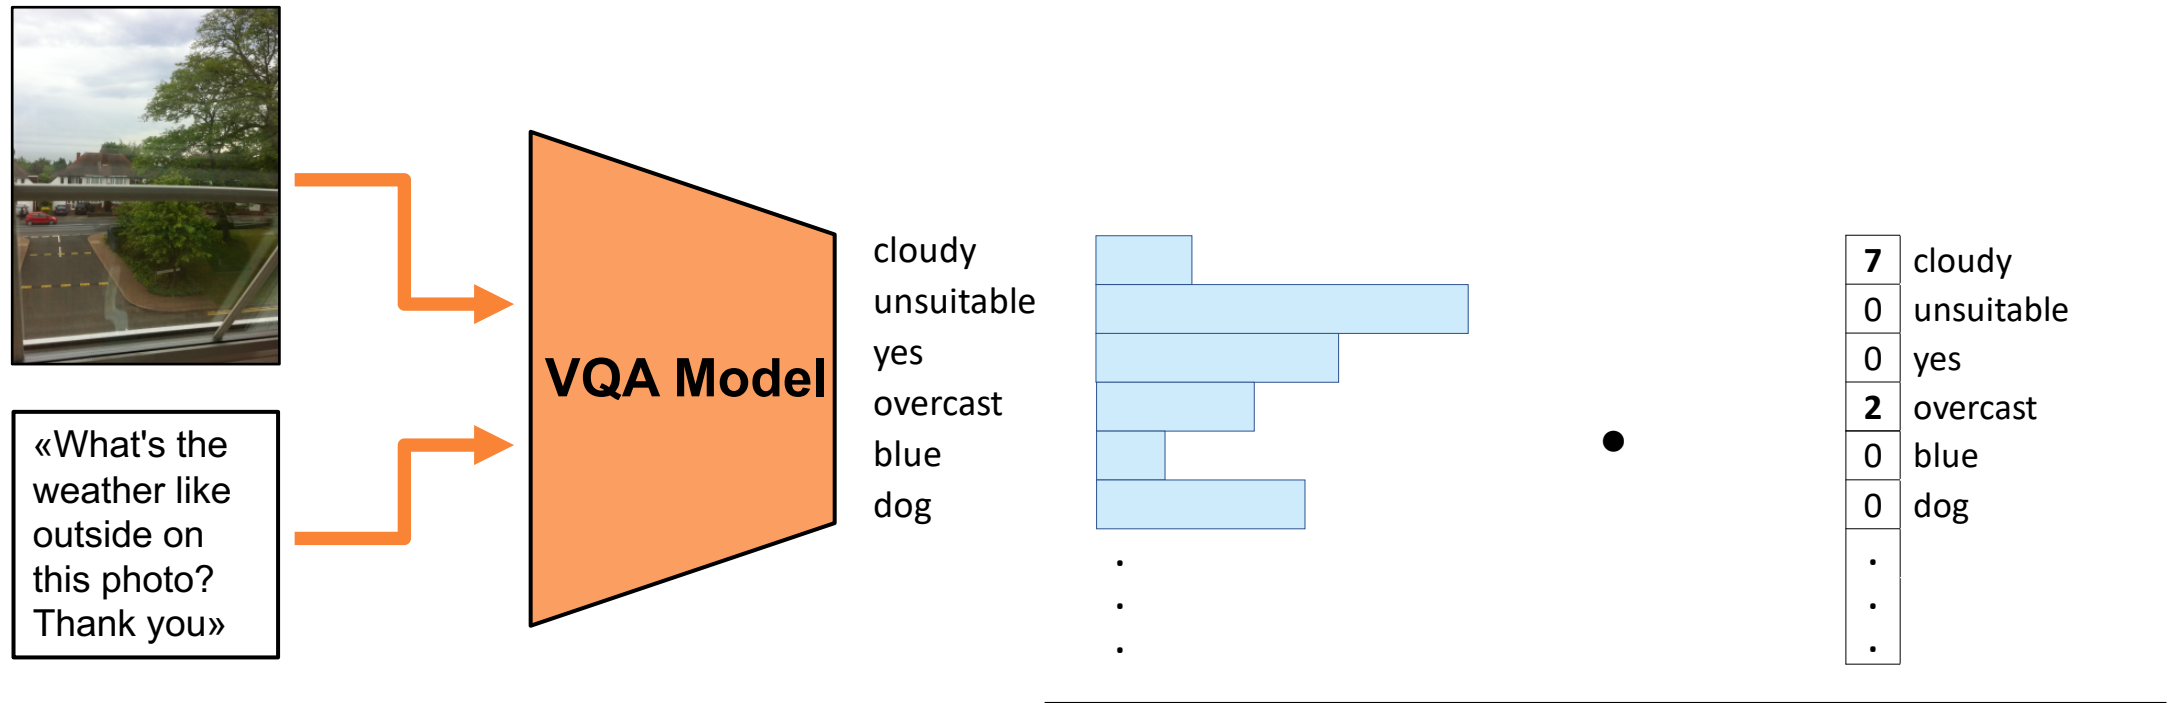 «What's the
weather like
outside on
this photo?
Thank you»
VQA Model
cloudy
unsuitable
yes
overcast
blue
dog
.
.
.
7 cloudy
0 unsuitable
0 yes
2 overcast
0 blue
0 dog
.
.
.